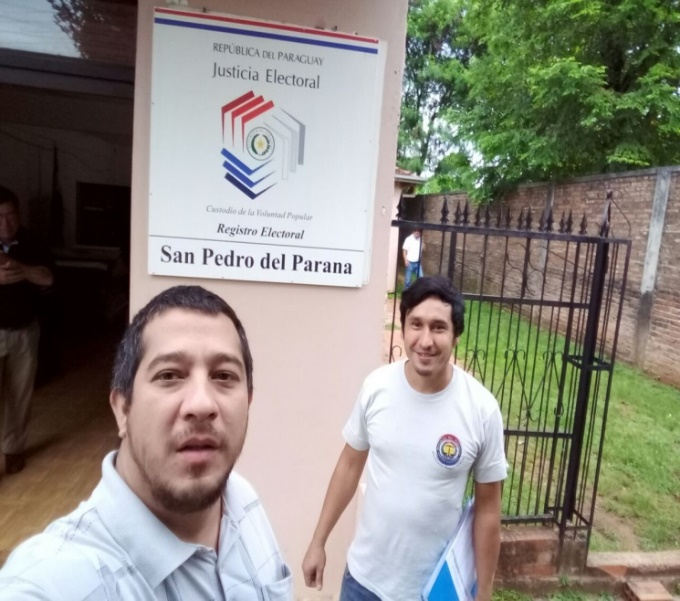 REPÚBLICA DEL PARAGUAY
Justicia Electoral
Custodio de la Voluntad Popular
Registro Electoral
San Pedro del Parana